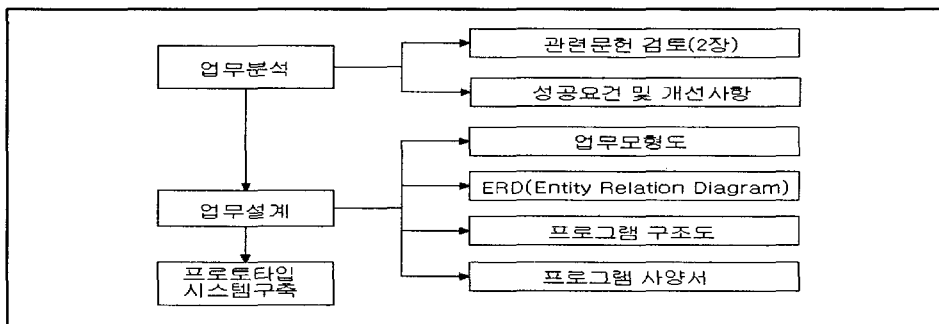 업무분석
관련문헌 검토(2장)
성공요건 및 개선사항
업무설계
업무모형도
ERD(Entity Relation Diagram)
프로그램 구조도
프로그램 사양서
프로토타입
시스템구축